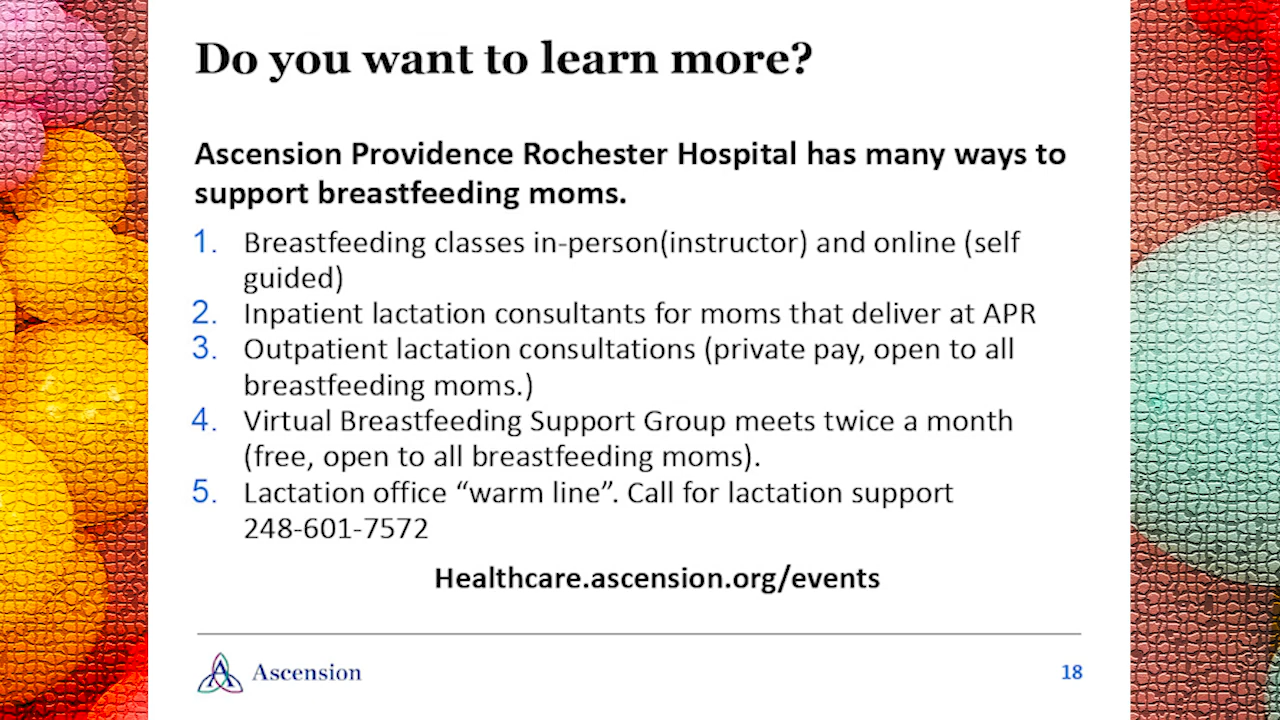 Do you want to learn more?
Ascension Providence Rochester Hospital has many ways to
support breastfeeding moms.
1. Breastfeeding classes in-person(instructor) and online (self
guided)
2. Inpatient lactation consultants for moms that deliver at APR
3. Outpatient lactation consultations (private pay, open to all
breastfeeding moms.)
4. Virtual Breastfeeding Support Group meets twice a month
(free, open to all breastfeeding moms).
5. Lactation office “warm line”. Call for lactation support
248-601-7572
Healthcare.ascension.org/events
A Ascension
18